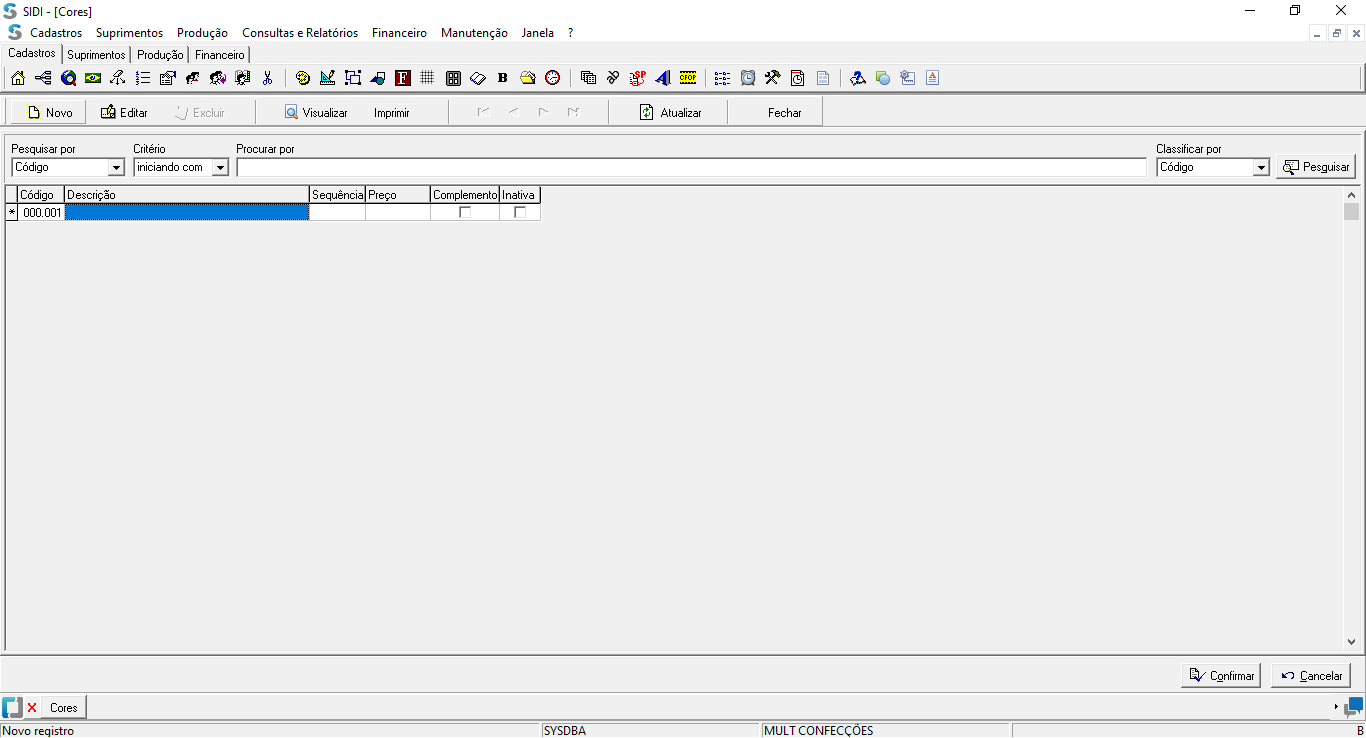 SIDI - [Cores]
Cadastros Suprimentos Produção Consultas e Relatórios Financeiro Manutenção Janela ?
Cadastros Suprimentos Produção Financeiro
F B SP CFOP
Novo Editar Excluir Visualizar Imprimir Atualizar Fechar
Pesquisar por Critério Procurar por Classificar por
Código iniciando com Código Pesquisar
Código Descrição Sequência Preço Complemento Inativa
* 000.001
Confirmar Cancelar
Cores
Novo registro SYSDBA MULT CONFECÇÕES B